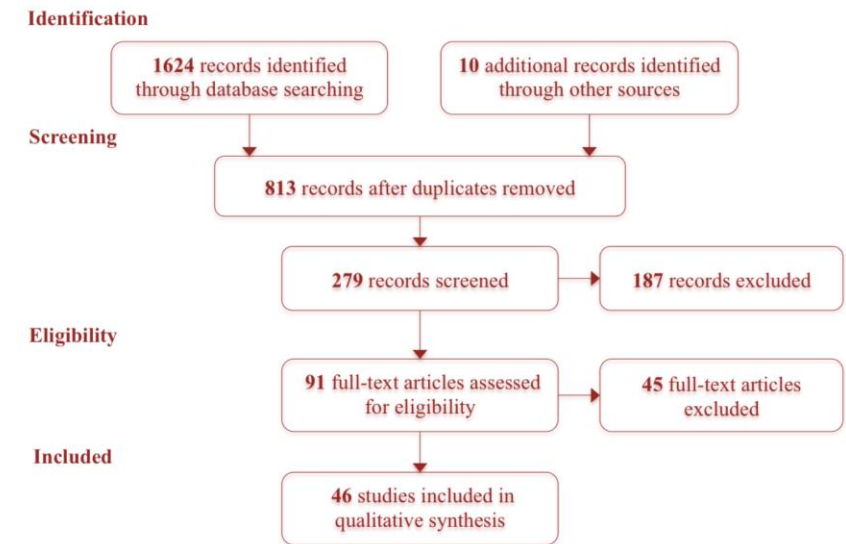 Identification
1624 records identified
through database searching
10 additional records identified
through other sources
Screening
813 records after duplicates removed
279 records screened
187 records excluded
Eligibility
91 full-text articles assessed
for eligibility
45 full-text articles
excluded
Included
46 studies included in
qualitative synthesis